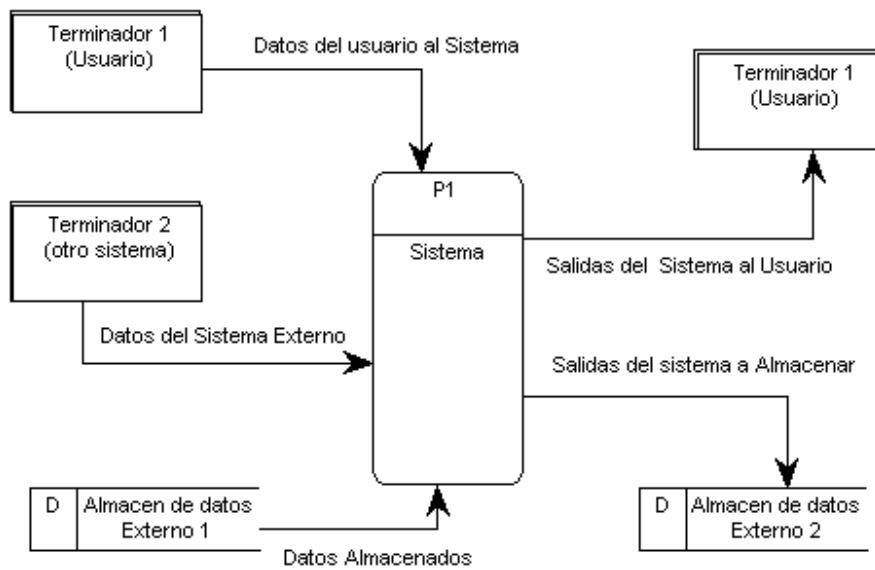 Terminador 1
(Usuario)
Datos del usuario al Sistema
Terminador 1
(Usuario)
P1
Sistema
Terminador 2
(otro sistema)
Salidas del Sistema al Usuario
Datos del Sistema Externo
Salidas del sistema a Almacenar
D
Almacen de datos
Externo 1
Datos Almacenados
D
Almacen de datos
Externo 2